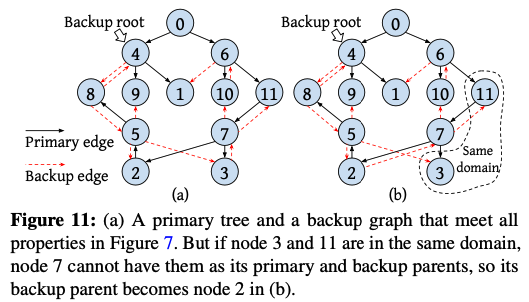 Backup root 0 Backup root 0
4 6 4 6
8 9 1 10 11 8 9 1 10 11
5 7 5 7
Primary edge Same
Backup edge 2 3 2 3 domain
(a) (b)
Figure 11: (a) A primary tree and a backup graph that meet all
properties in Figure 7. But if node 3 and 11 are in the same domain,
node 7 cannot have them as its primary and backup parents, so its
backup parent becomes node 2 in (b).